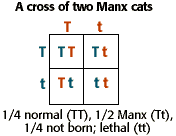 A cross of two Manx cats
T t
T TT Tt
t Tt tt
1/4 normal (TT), 1/2 Manx (Tt),
1/4 not born; lethal (tt)